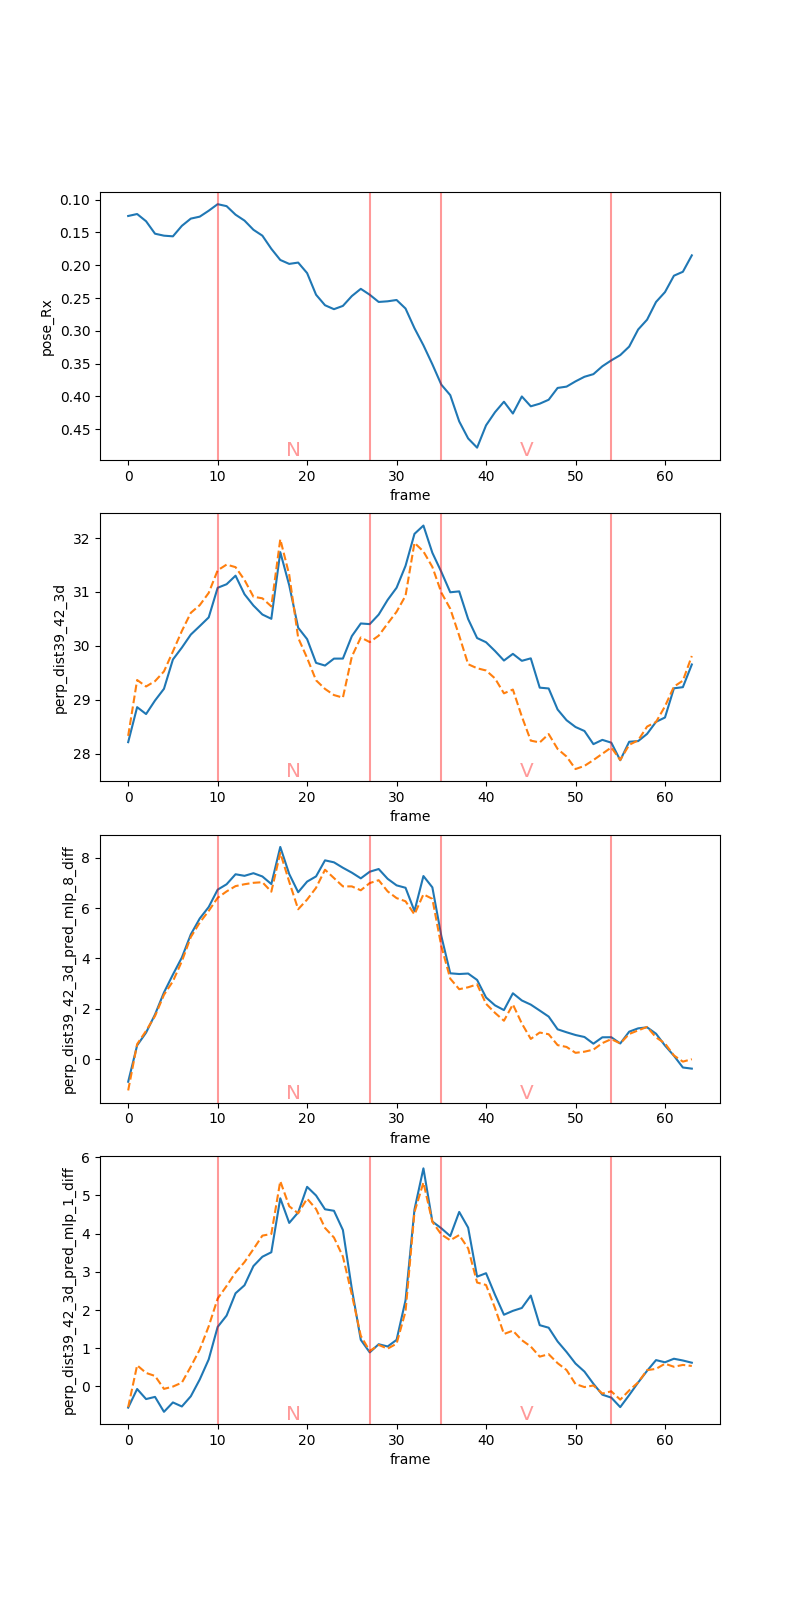 pose_Rx
0.10
0.15
0.20
0.25
0.30
0.35
0.40
0.45
N V
0 10 20 30 40 50 60
frame
perp_dist39_42_3d
32
31
30
29
28
N V
0 10 20 30 40 50 60
frame
perp_dist39_42_3d_pred_mlp_8_diff
8
6
4
2
0
N V
0 10 20 30 40 50 60
frame
perp_dist39_42_3d_pred_mlp_1_diff
6
5
4
3
2
1
0
N V
0 10 20 30 40 50 60
frame